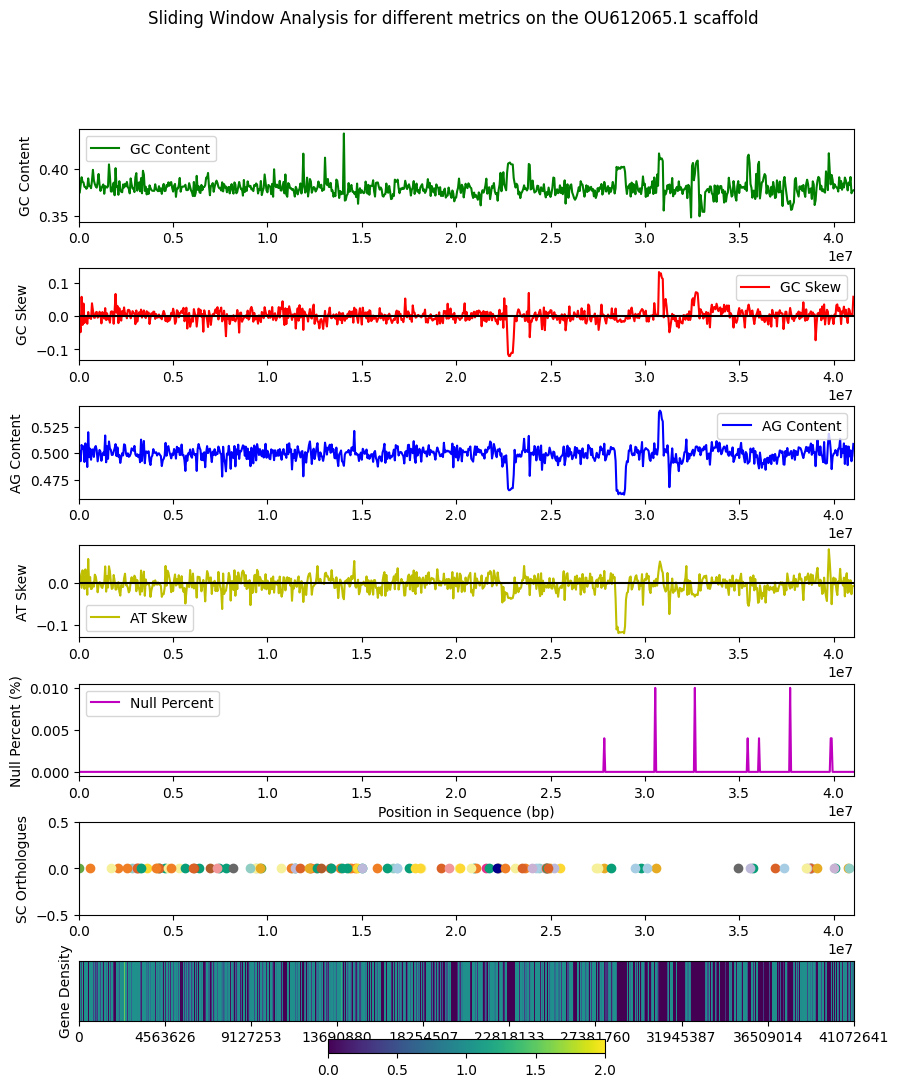 Sliding Window Analysis for different metrics on the OU612065.1 scaffold
GC Content
GC Content
0.40
0.35
0.0 0.5 1.0 1.5 2.0 2.5 3.0 3.5 4.0
1e7
GC Skew
GC Skew
0.1
0.0
−0.1
0.0 0.5 1.0 1.5 2.0 2.5 3.0 3.5 4.0
1e7
AG Content
AG Content
0.525
0.500
0.475
0.0 0.5 1.0 1.5 2.0 2.5 3.0 3.5 4.0
1e7
AT Skew
AT Skew
0.0
−0.1
0.0 0.5 1.0 1.5 2.0 2.5 3.0 3.5 4.0
1e7
Null Percent (%)
Null Percent
0.010
0.005
0.000
0.0 0.5 1.0 1.5 2.0 2.5 3.0 3.5 4.0
Position in Sequence (bp)
1e7
SC Orthologues
0.5
0.0
−0.5
0.0 0.5 1.0 1.5 2.0 2.5 3.0 3.5 4.0
1e7
Gene Density
0 4563626 9127253 31945387 36509014 41072641
0.0 0.5 1.0 1.5 2.0